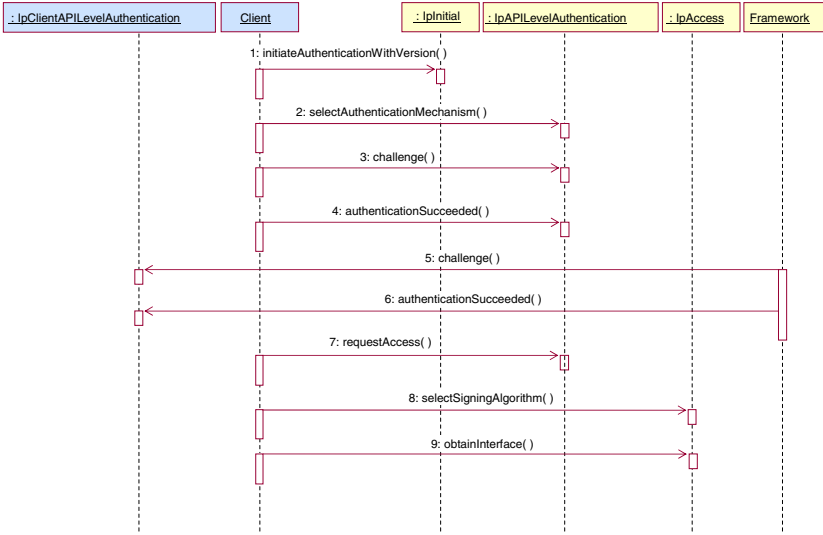 : IpClientAPILevelAuthentication
Client
: IpInitial
: IpAPILevelAuthentication
: IpAccess
Framework
1: initiateAuthenticationWithVersion( )
2: selectAuthenticationMechanism( )
3: challenge( )
4: authenticationSucceeded( )
5: challenge( )
6: authenticationSucceeded( )
7: requestAccess( )
8: selectSigningAlgorithm( )
9: obtainInterface( )